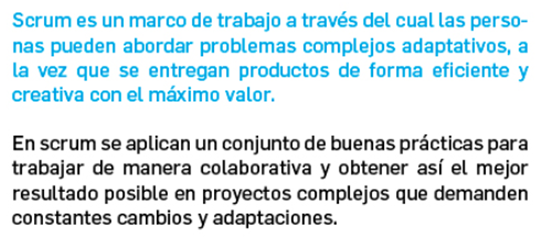 Scrum es un marco de trabajo a través del cual las perso-
nas pueden abordar problemas complejos adaptativos, a
la vez que se entregan productos de forma eficiente y
creativa con el máximo valor.
En scrum se aplican un conjunto de buenas prácticas para
trabajar de manera colaborativa y obtener así el mejor
resultado posible en proyectos complejos que demanden
constantes cambios y adaptaciones.